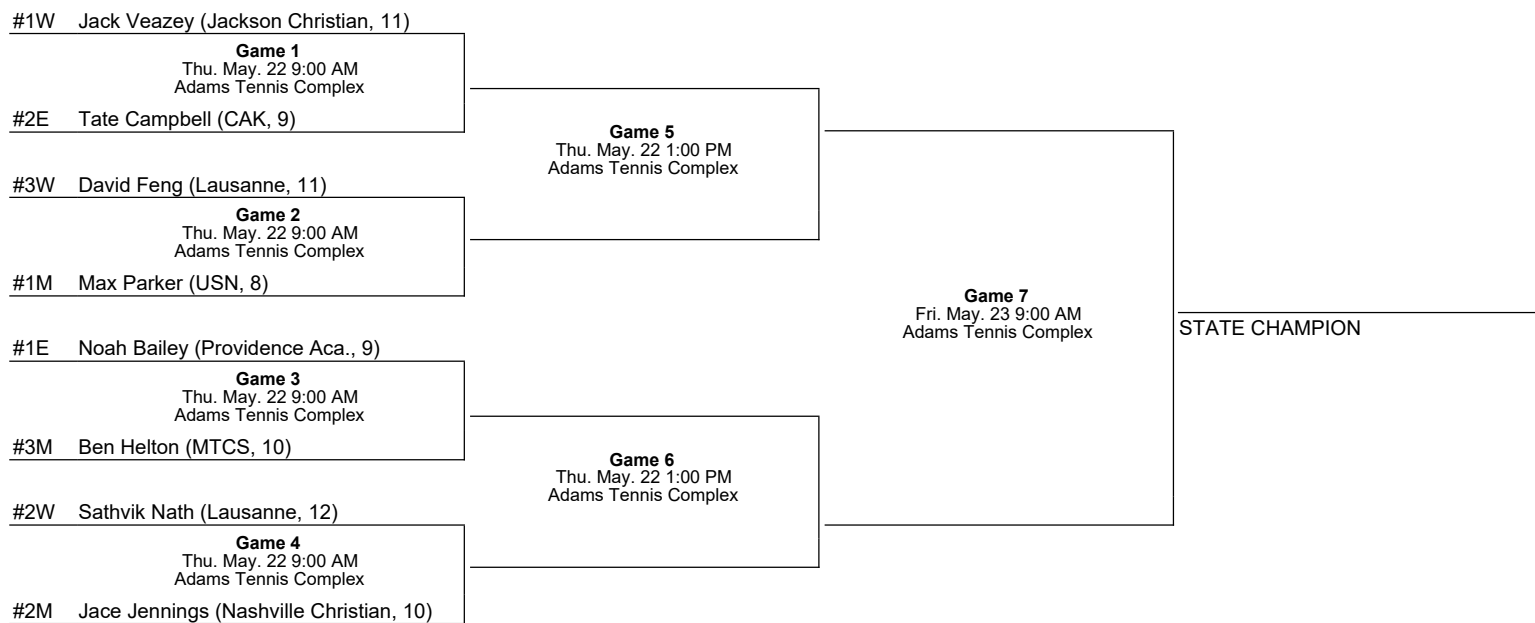 #1W Jack Veazey (Jackson Christian, 11)
Game 1
Thu. May. 22 9:00 AM
Adams Tennis Complex
#2E Tate Campbell (CAK, 9)
Game 5
Thu. May. 22 1:00 PM
Adams Tennis Complex
#3W David Feng (Lausanne, 11)
Game 2
Thu. May. 22 9:00 AM
Adams Tennis Complex
#1M Max Parker (USN, 8)
Game 7
Fri. May. 23 9:00 AM
Adams Tennis Complex
STATE CHAMPION
#1E Noah Bailey (Providence Aca., 9)
Game 3
Thu. May. 22 9:00 AM
Adams Tennis Complex
#3M Ben Helton (MTCS, 10)
Game 6
Thu. May. 22 1:00 PM
Adams Tennis Complex
#2W Sathvik Nath (Lausanne, 12)
Game 4
Thu. May. 22 9:00 AM
Adams Tennis Complex
#2M Jace Jennings (Nashville Christian, 10)